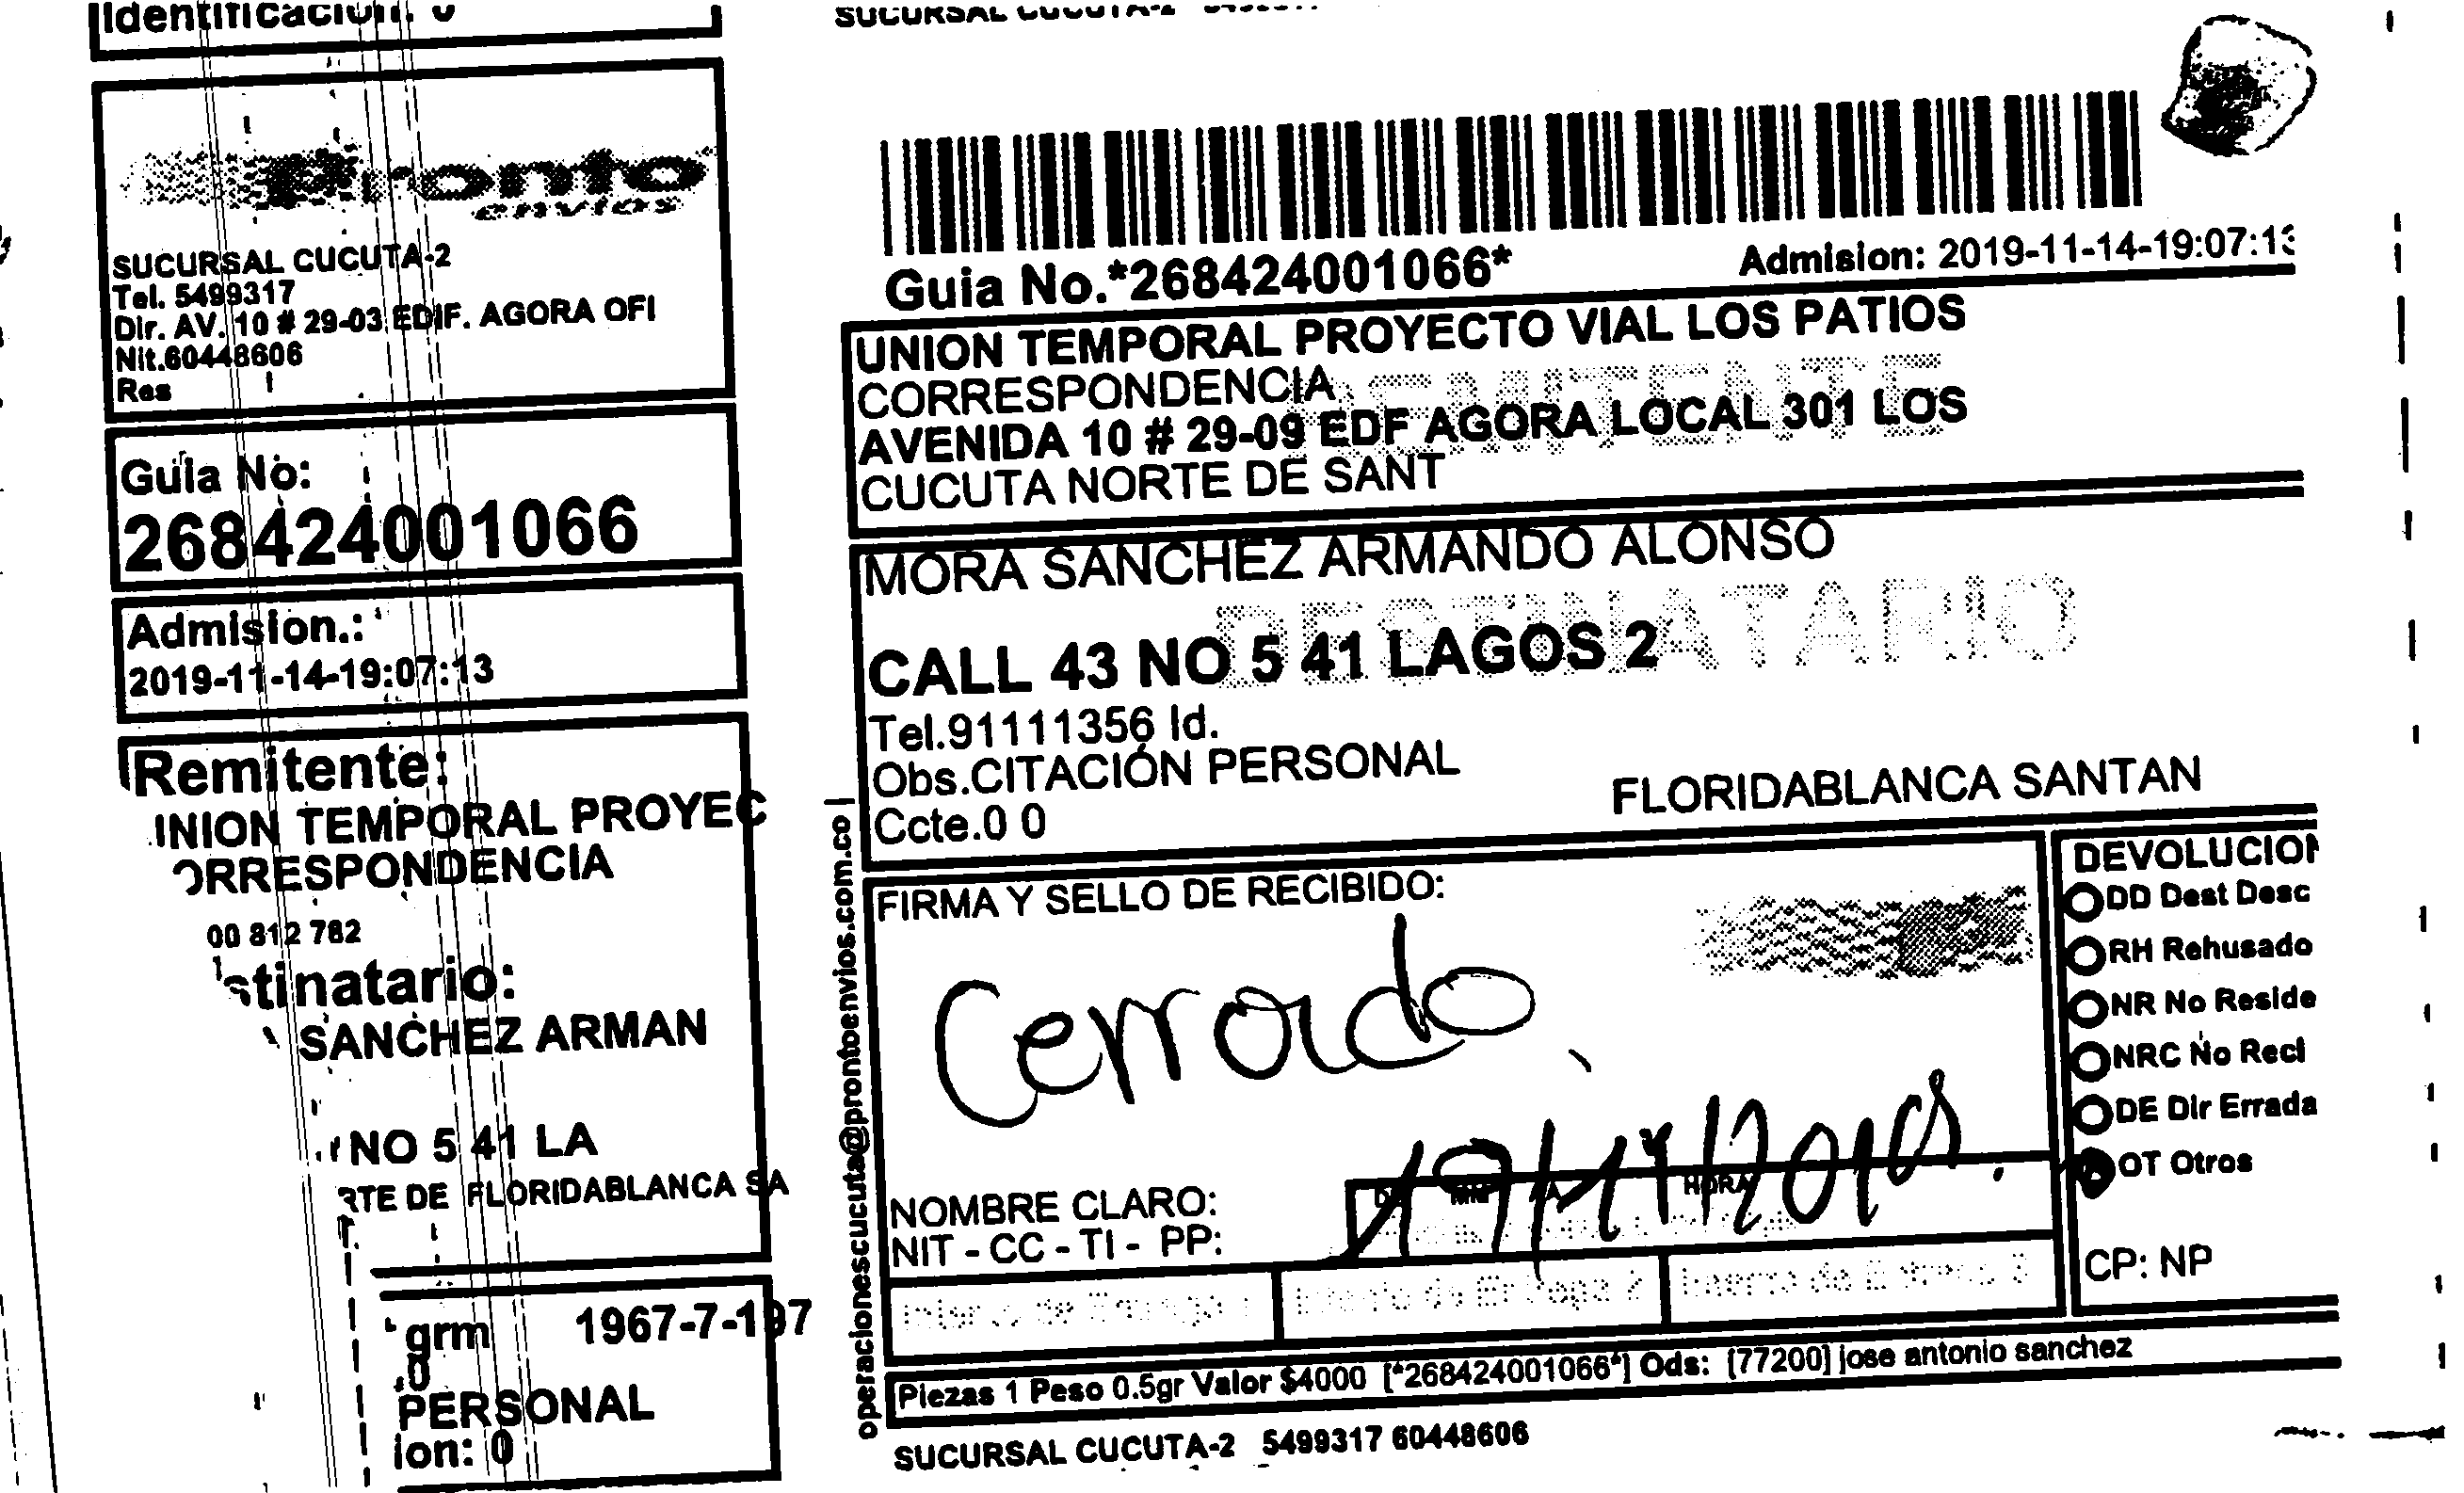 Identificación: 0
pronto
envios
SUCURSAL CUCUTA-2
Tel. 5499317
Dir. AV. 10 # 29-03 EDIF. AGORA OFI
Nit.60448606
Res
Guia No:
268424001066
Admision.:
2019-11-14-19:07:13
Remitente:
INION TEMPORAL PROYEC
ORRESPONDENCIA
00 812 782
stinatario:
SANCHEZ ARMAN
NO 5 41 LA
RTE DE FLORIDABLANCA SA
grm 1967-7-197
PERSONAL
ion: 0
SUCURSAL CUCUTA-2
Guia No.*268424001066*
Admision: 2019-11-14-19:07:13
UNION TEMPORAL PROYECTO VIAL LOS PATIOS
CORRESPONDENCIA
REMITENTE
AVENIDA 10 # 29-09 EDF AGORA LOCAL 301 LOS
CUCUTA NORTE DE SANT
MORA SANCHEZ ARMANDO ALONSO
DESTINATARIO
CALL 43 NO 5 41 LAGOS 2
Tel.91111356 Id.
Obs.CITACIÓN PERSONAL
Ccte.0 0
FLORIDABLANCA SANTAN
operacionescucuta@prontoenvios.com.co
FIRMA Y SELLO DE RECIBIDO:
Cerrado
NOMBRE CLARO:
NIT - CC - TI - PP:
HORA
DEVOLUCION
DD Dest Desc
RH Rehusado
NR No Reside
NRC No Reci
DE Dir Errada
OT Otros
CP: NP
Piezas 1 Peso 0.5gr Valor $4000 [*268424001066*] Ods: [77200] jose antonio sanchez
SUCURSAL CUCUTA-2 5499317 60448606